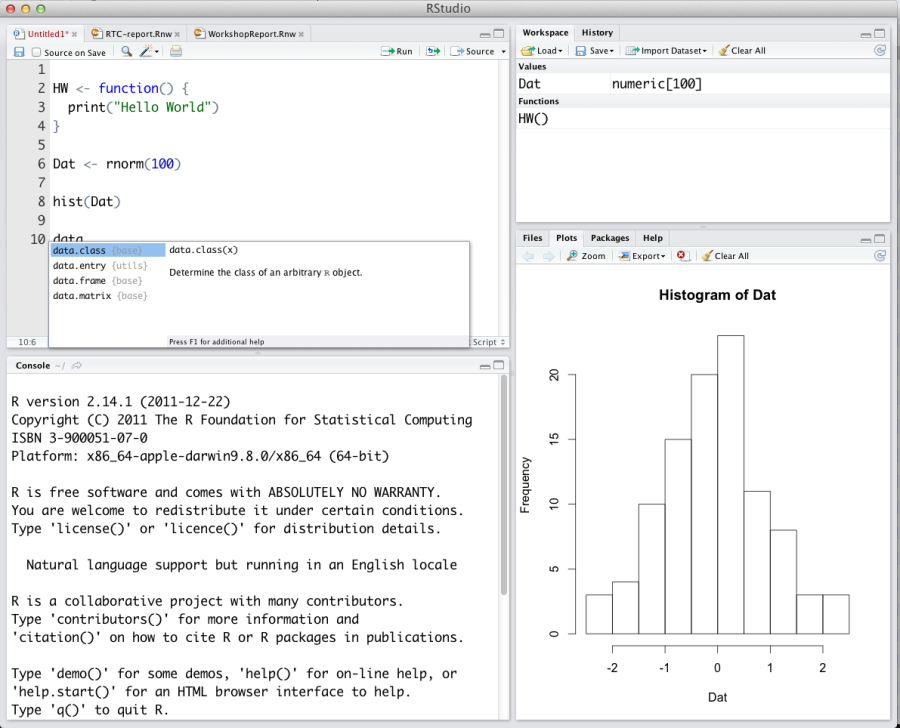 RStudio
Untitled1* × RTC-report.Rnw × WorkshopReport.Rnw ×
Source on Save Run Source
1
2 HW <- function() {
3 print("Hello World")
4 }
5
6 Dat <- rnorm(100)
7
8 hist(Dat)
9
10 data
data.class {base}
data.entry {utils}
data.frame {base}
data.matrix {base}
data.class(x)
Determine the class of an arbitrary R object.
Press F1 for additional help
10:6 Script
Console ~/
R version 2.14.1 (2011-12-22)
Copyright (C) 2011 The R Foundation for Statistical Computing
ISBN 3-900051-07-0
Platform: x86_64-apple-darwin9.8.0/x86_64 (64-bit)
R is free software and comes with ABSOLUTELY NO WARRANTY.
You are welcome to redistribute it under certain conditions.
Type 'license()' or 'licence()' for distribution details.
Natural language support but running in an English locale
R is a collaborative project with many contributors.
Type 'contributors()' for more information and
'citation()' on how to cite R or R packages in publications.
Type 'demo()' for some demos, 'help()' for on-line help, or
'help.start()' for an HTML browser interface to help.
Type 'q()' to quit R.
Workspace History
Load Save Import Dataset Clear All
Values
Dat numeric[100]
Functions
HW()
Files Plots Packages Help
Zoom Export Clear All
Histogram of Dat
Frequency
20
15
10
5
0
-2 -1 0 1 2
Dat